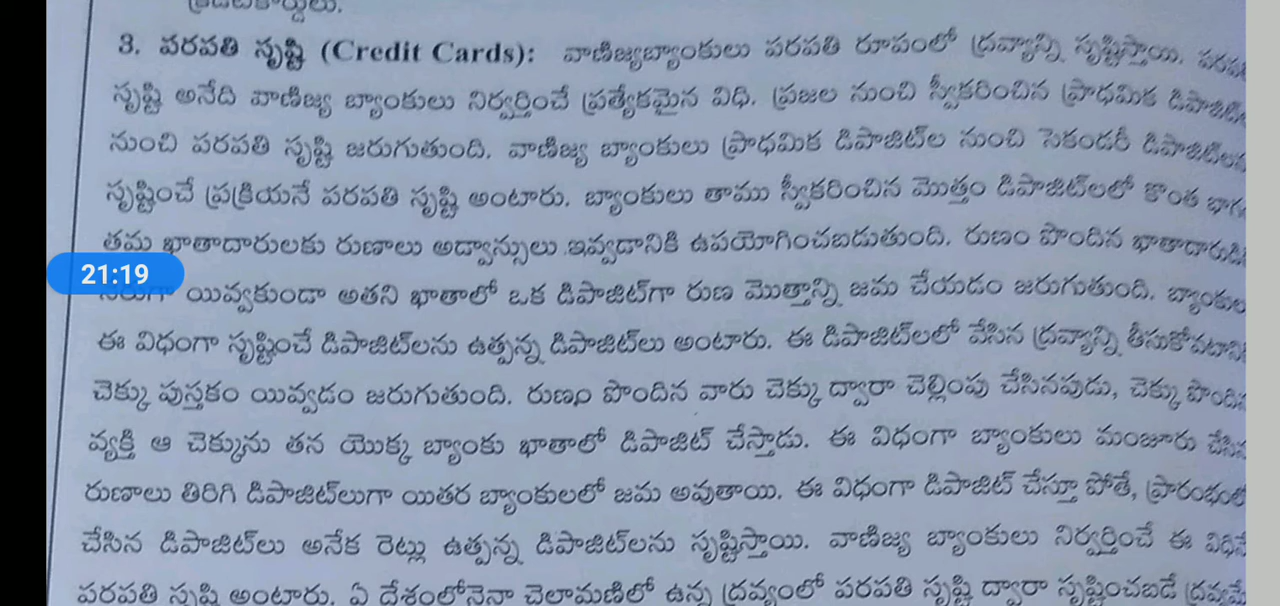 3. పరపతి సృష్టి (Credit Cards): వాణిజ్యబ్యాంకులు పరపతి రూపంలో ద్రవ్యాన్ని సృష్టిస్తాయి.
సృష్టి అనేది వాణిజ్య బ్యాంకులు నిర్వర్తించే ప్రత్యేకమైన విధి. ప్రజల నుంచి స్వీకరించిన ప్రాథమిక
నుంచి పరపతి సృష్టి జరుగుతుంది. వాణిజ్య బ్యాంకులు ప్రాథమిక డిపాజిట్‌ల నుంచి సెకండరీ
సృష్టించే ప్రక్రియనే పరపతి సృష్టి అంటారు. బ్యాంకులు తాము స్వీకరించిన మొత్తం డిపాజిట్‌లలో కొంత
తమ ఖాతాదారులకు రుణాలు అడ్వాన్సులు ఇవ్వడానికి ఉపయోగించబడుతుంది. రుణం పొందిన
21:19
యివ్వకుండా అతని ఖాతాలో ఒక డిపాజిట్‌గా రుణ మొత్తాన్ని జమ చేయడం జరుగుతుంది.
ఈ విధంగా సృష్టించే డిపాజిట్‌లను ఉత్పన్న డిపాజిట్‌లు అంటారు. ఈ డిపాజిట్‌లలో వేసిన ద్రవ్యాన్ని
చెక్కు పుస్తకం యివ్వడం జరుగుతుంది. రుణం పొందిన వారు చెక్కు ద్వారా చెల్లింపు చేసినపుడు, చెక్కు
వ్యక్తి ఆ చెక్కును తన యొక్క బ్యాంకు ఖాతాలో డిపాజిట్ చేస్తాడు. ఈ విధంగా బ్యాంకులు మంజూరు
రుణాలు తిరిగి డిపాజిట్‌లుగా యితర బ్యాంకులలో జమ అవుతాయి. ఈ విధంగా డిపాజిట్ చేస్తూ పోతే,
చేసిన డిపాజిట్‌లు అనేక రెట్లు ఉత్పన్న డిపాజిట్‌లను సృష్టిస్తాయి. వాణిజ్య బ్యాంకులు నిర్వర్తించే ఈ
పరపతి సృష్టి అంటారు. ఏ దేశంలోనైనా చెలామణిలో ఉన్న ద్రవ్యంలో పరపతి సృష్టి ద్వారా సృష్టించబడే